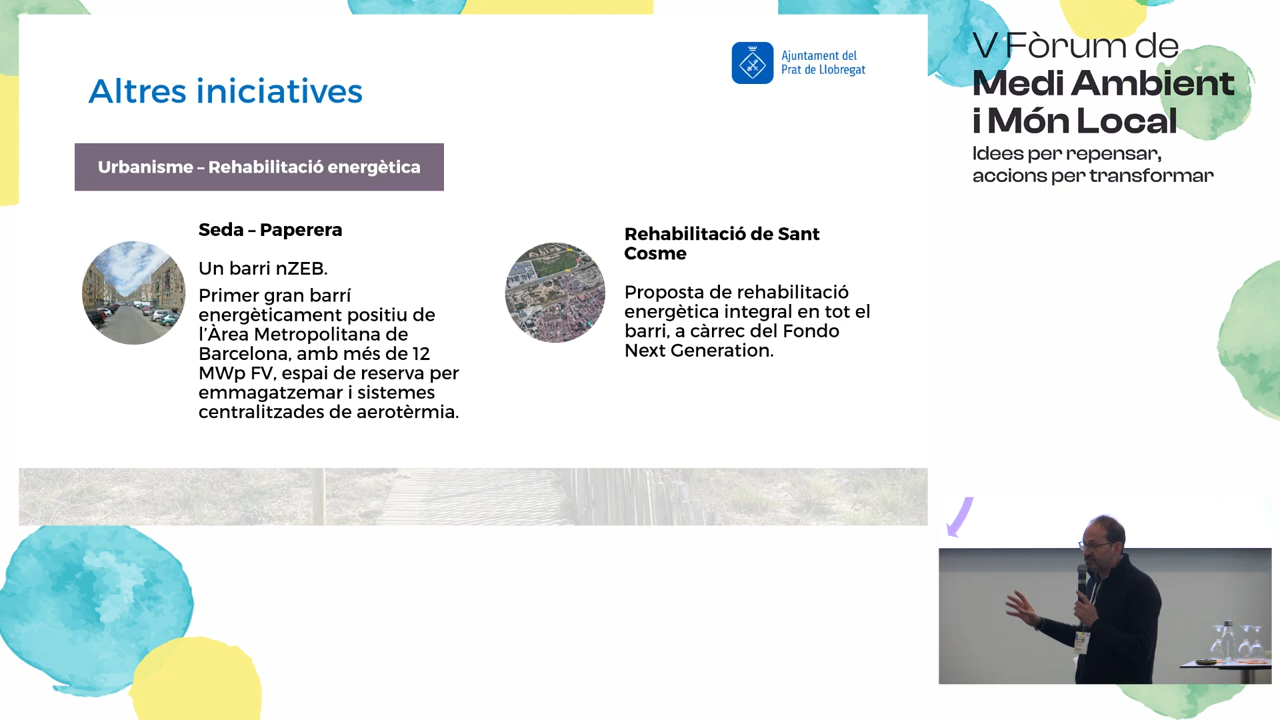 Altres iniciatives
Ajuntament del
Prat de Llobregat
Urbanisme – Rehabilitació energètica
Seda – Paperera
Un barri nZEB.
Primer gran barrí
energèticament positiu de
l'Àrea Metropolitana de
Barcelona, amb més de 12
MWp FV, espai de reserva per
emmagatzemar i sistemes
centralitzades de aerotèrmia.
Rehabilitació de Sant
Cosme
Proposta de rehabilitació
energètica integral en tot el
barri, a càrrec del Fondo
Next Generation.
V Fòrum de
Medi Ambient
i Món Local
Idees per repensar,
accions per transformar